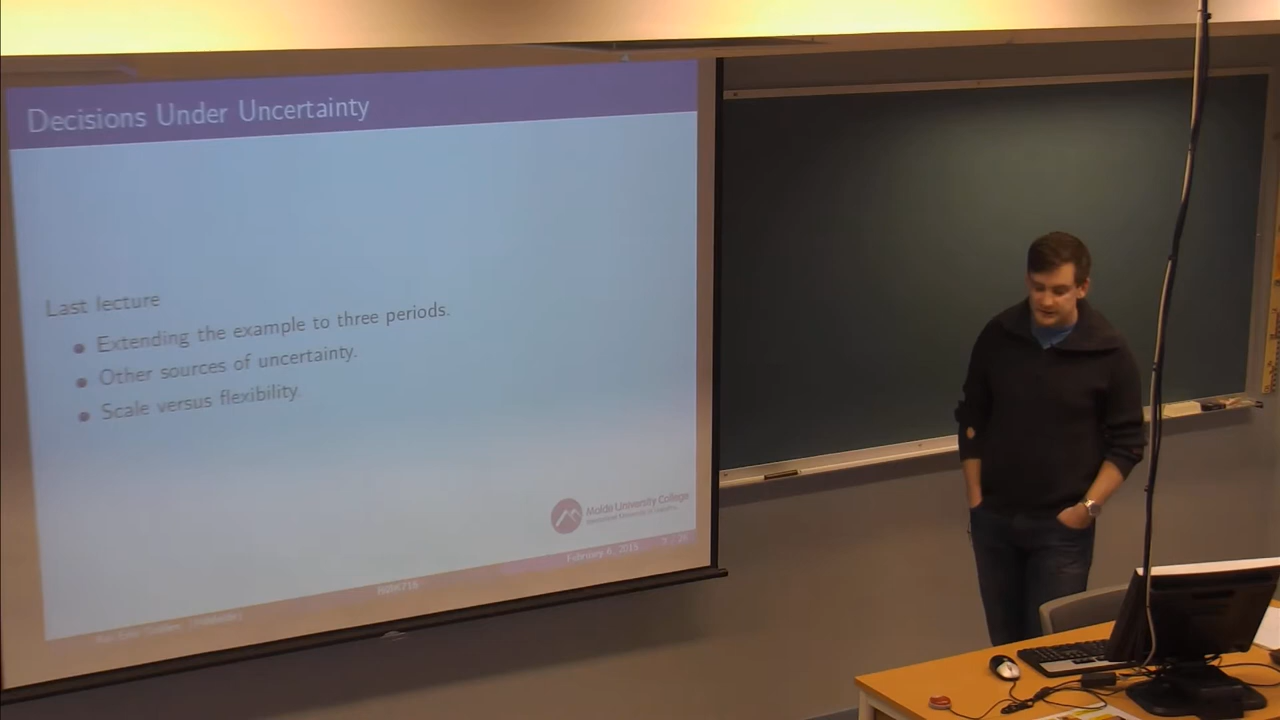 Decisions Under Uncertainty
Last lecture
Extending the example to three periods.
Other sources of uncertainty.
Scale versus flexibility.
Molde University College
February 6, 2015